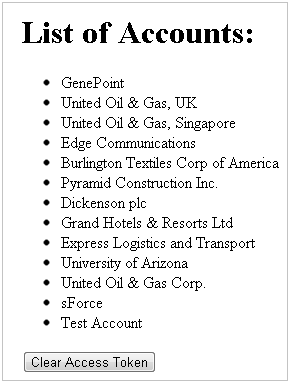 List of Accounts:
GenePoint
United Oil & Gas, UK
United Oil & Gas, Singapore
Edge Communications
Burlington Textiles Corp of America
Pyramid Construction Inc.
Dickenson plc
Grand Hotels & Resorts Ltd
Express Logistics and Transport
University of Arizona
United Oil & Gas Corp.
sForce
Test Account
Clear Access Token